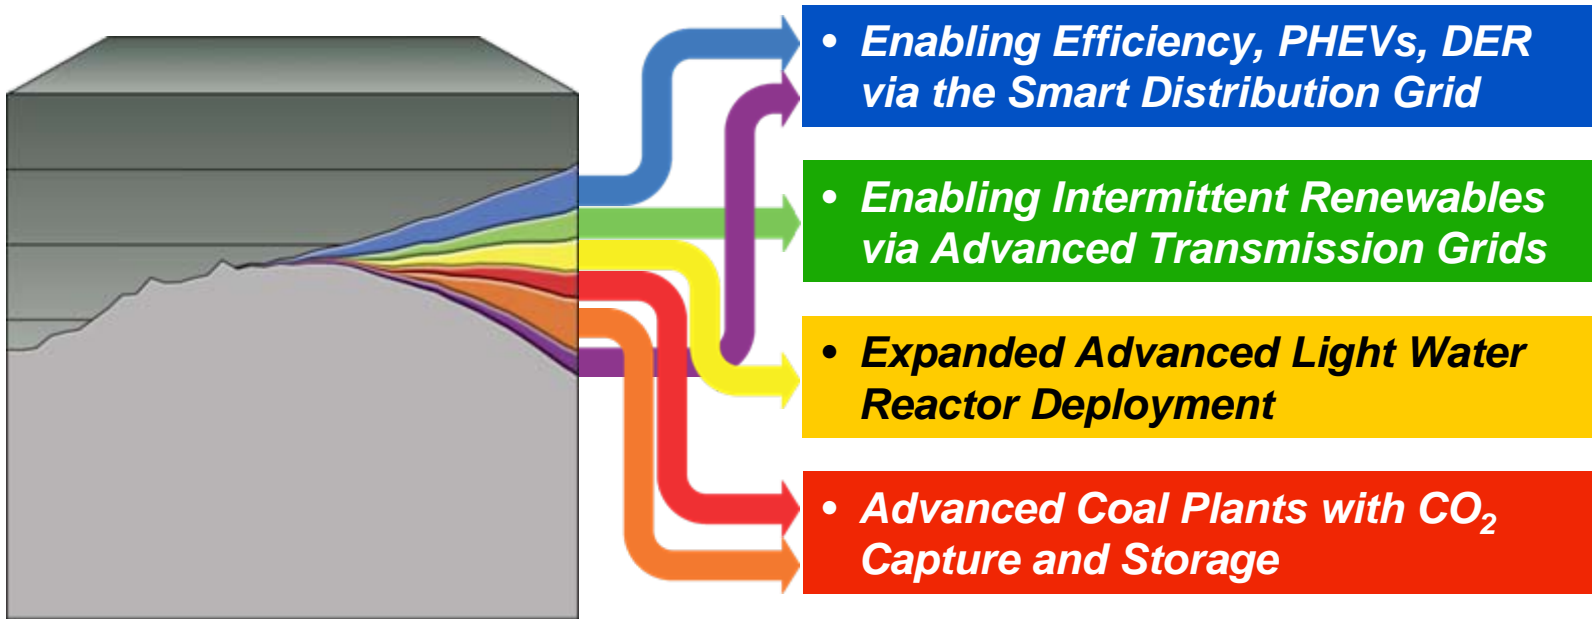 • Enabling Efficiency, PHEVs, DER
via the Smart Distribution Grid
• Enabling Intermittent Renewables
via Advanced Transmission Grids
• Expanded Advanced Light Water
Reactor Deployment
• Advanced Coal Plants with CO₂
Capture and Storage